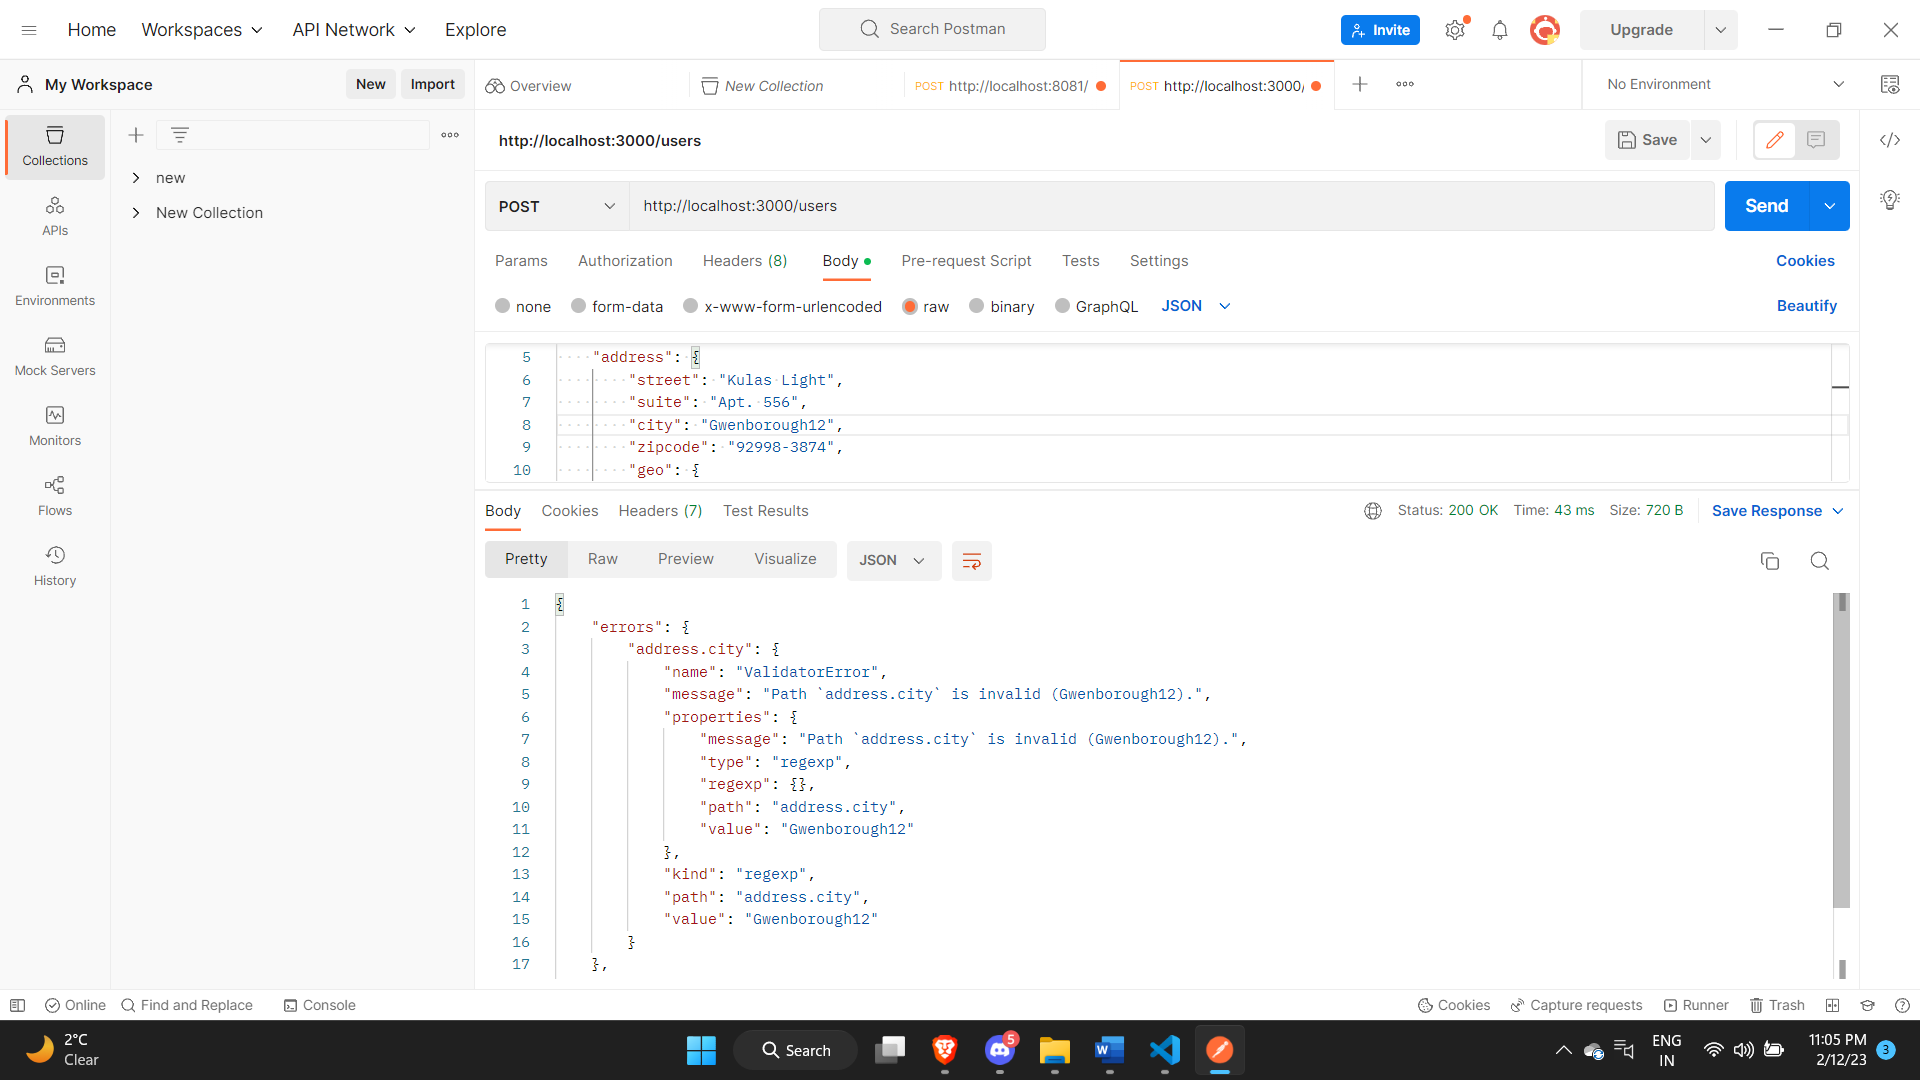 Home Workspaces API Network Explore Search Postman Invite Upgrade
My Workspace New Import Overview New Collection POST http://localhost:8081/ POST http://localhost:3000/ No Environment
Collections
APIs
Environments
Mock Servers
Monitors
Flows
History
new
New Collection
http://localhost:3000/users Save
POST http://localhost:3000/users Send
Params Authorization Headers (8) Body Pre-request Script Tests Settings Cookies
none form-data x-www-form-urlencoded raw binary GraphQL JSON Beautify
5 "address": {
6 "street": "Kulas Light",
7 "suite": "Apt. 556",
8 "city": "Gwenborough12",
9 "zipcode": "92998-3874",
10 "geo": {
Body Cookies Headers (7) Test Results Status: 200 OK Time: 43 ms Size: 720 B Save Response
Pretty Raw Preview Visualize JSON
1 {
2 "errors": {
3 "address.city": {
4 "name": "ValidatorError",
5 "message": "Path `address.city` is invalid (Gwenborough12).",
6 "properties": {
7 "message": "Path `address.city` is invalid (Gwenborough12).",
8 "type": "regexp",
9 "regexp": {},
10 "path": "address.city",
11 "value": "Gwenborough12"
12 },
13 "kind": "regexp",
14 "path": "address.city",
15 "value": "Gwenborough12"
16 }
17 },
Online Find and Replace Console Cookies Capture requests Runner Trash
2°C
Clear
Search
5
ENG
IN
11:05 PM
2/12/23
3